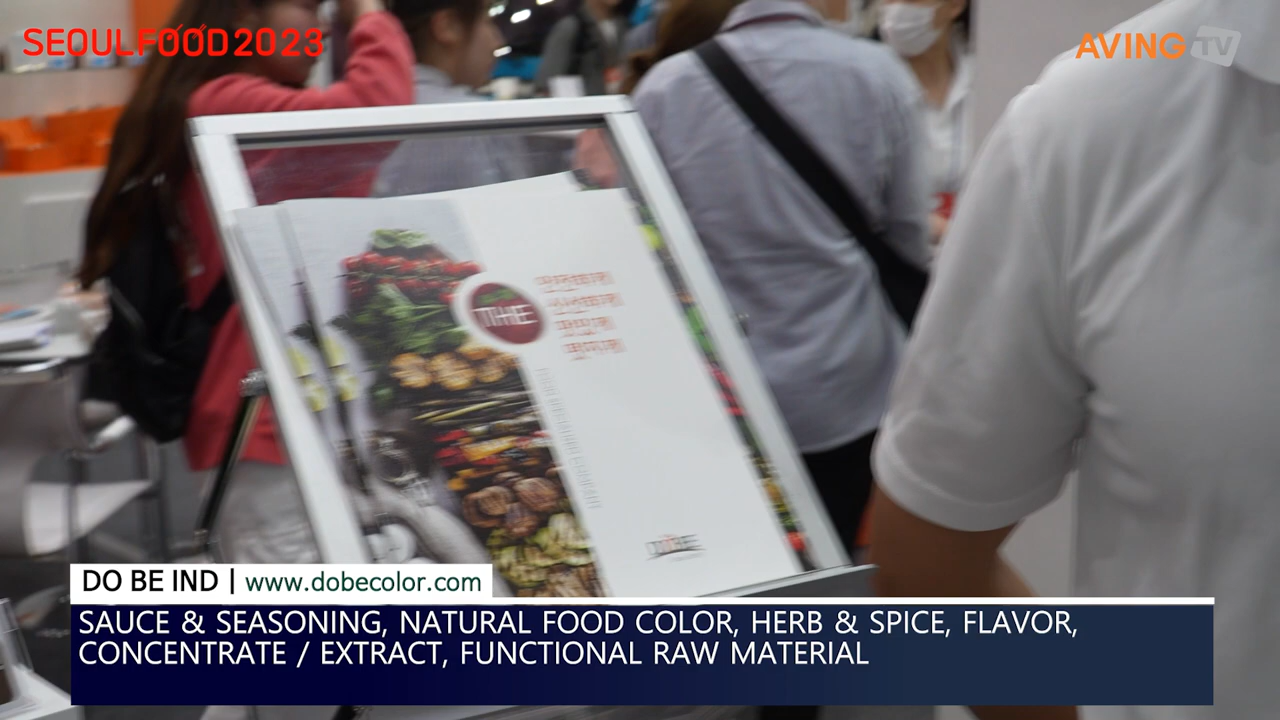 SEOULFOOD2023
AVING TV
DO BE IND | www.dobecolor.com
SAUCE & SEASONING, NATURAL FOOD COLOR, HERB & SPICE, FLAVOR,
CONCENTRATE / EXTRACT, FUNCTIONAL RAW MATERIAL